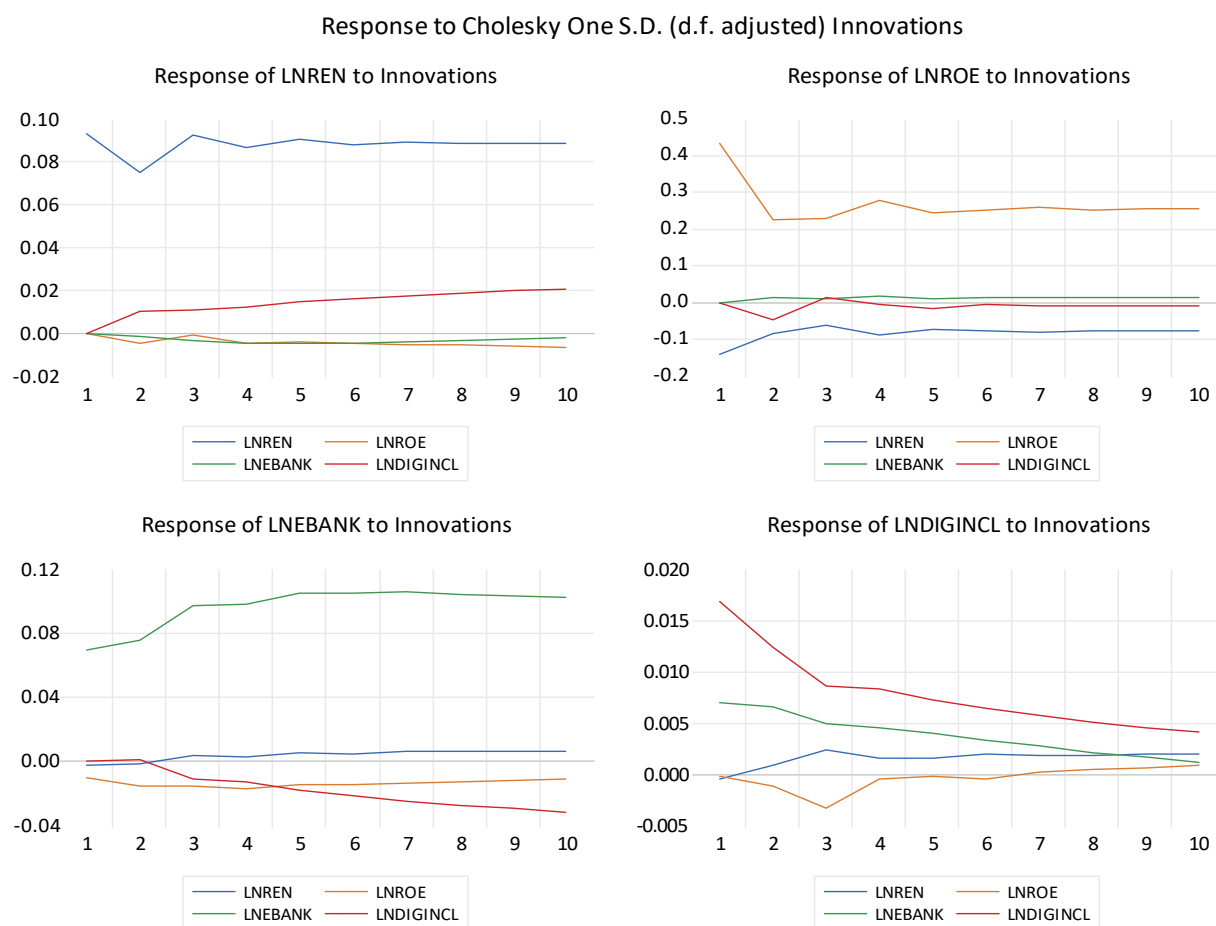 Response to Cholesky One S.D. (d.f. adjusted) Innovations
Response of LNREN to Innovations
0.10
0.08
0.06
0.04
0.02
0.00
-0.02
1 2 3 4 5 6 7 8 9 10
LNREN LNROE
LNEBANK LNDIGINCL
Response of LNROE to Innovations
0.5
0.4
0.3
0.2
0.1
0.0
-0.1
-0.2
1 2 3 4 5 6 7 8 9 10
LNREN LNROE
LNEBANK LNDIGINCL
Response of LNEBANK to Innovations
0.12
0.08
0.04
0.00
-0.04
1 2 3 4 5 6 7 8 9 10
LNREN LNROE
LNEBANK LNDIGINCL
Response of LNDIGINCL to Innovations
0.020
0.015
0.010
0.005
0.000
-0.005
1 2 3 4 5 6 7 8 9 10
LNREN LNROE
LNEBANK LNDIGINCL